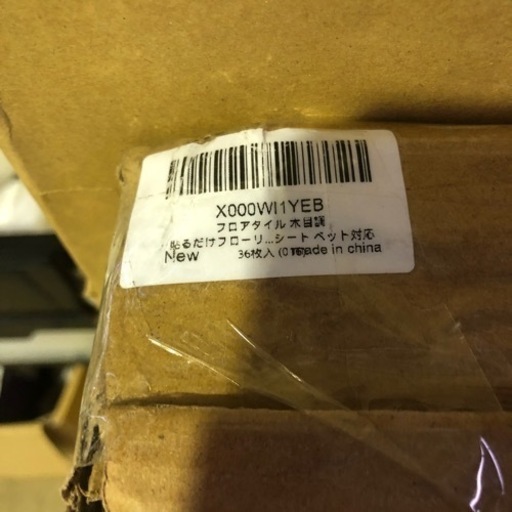 X000WI1YEB
フロアタイル 木目調
貼るだけフローリ...シート ペット対応
New 36枚入 made in china